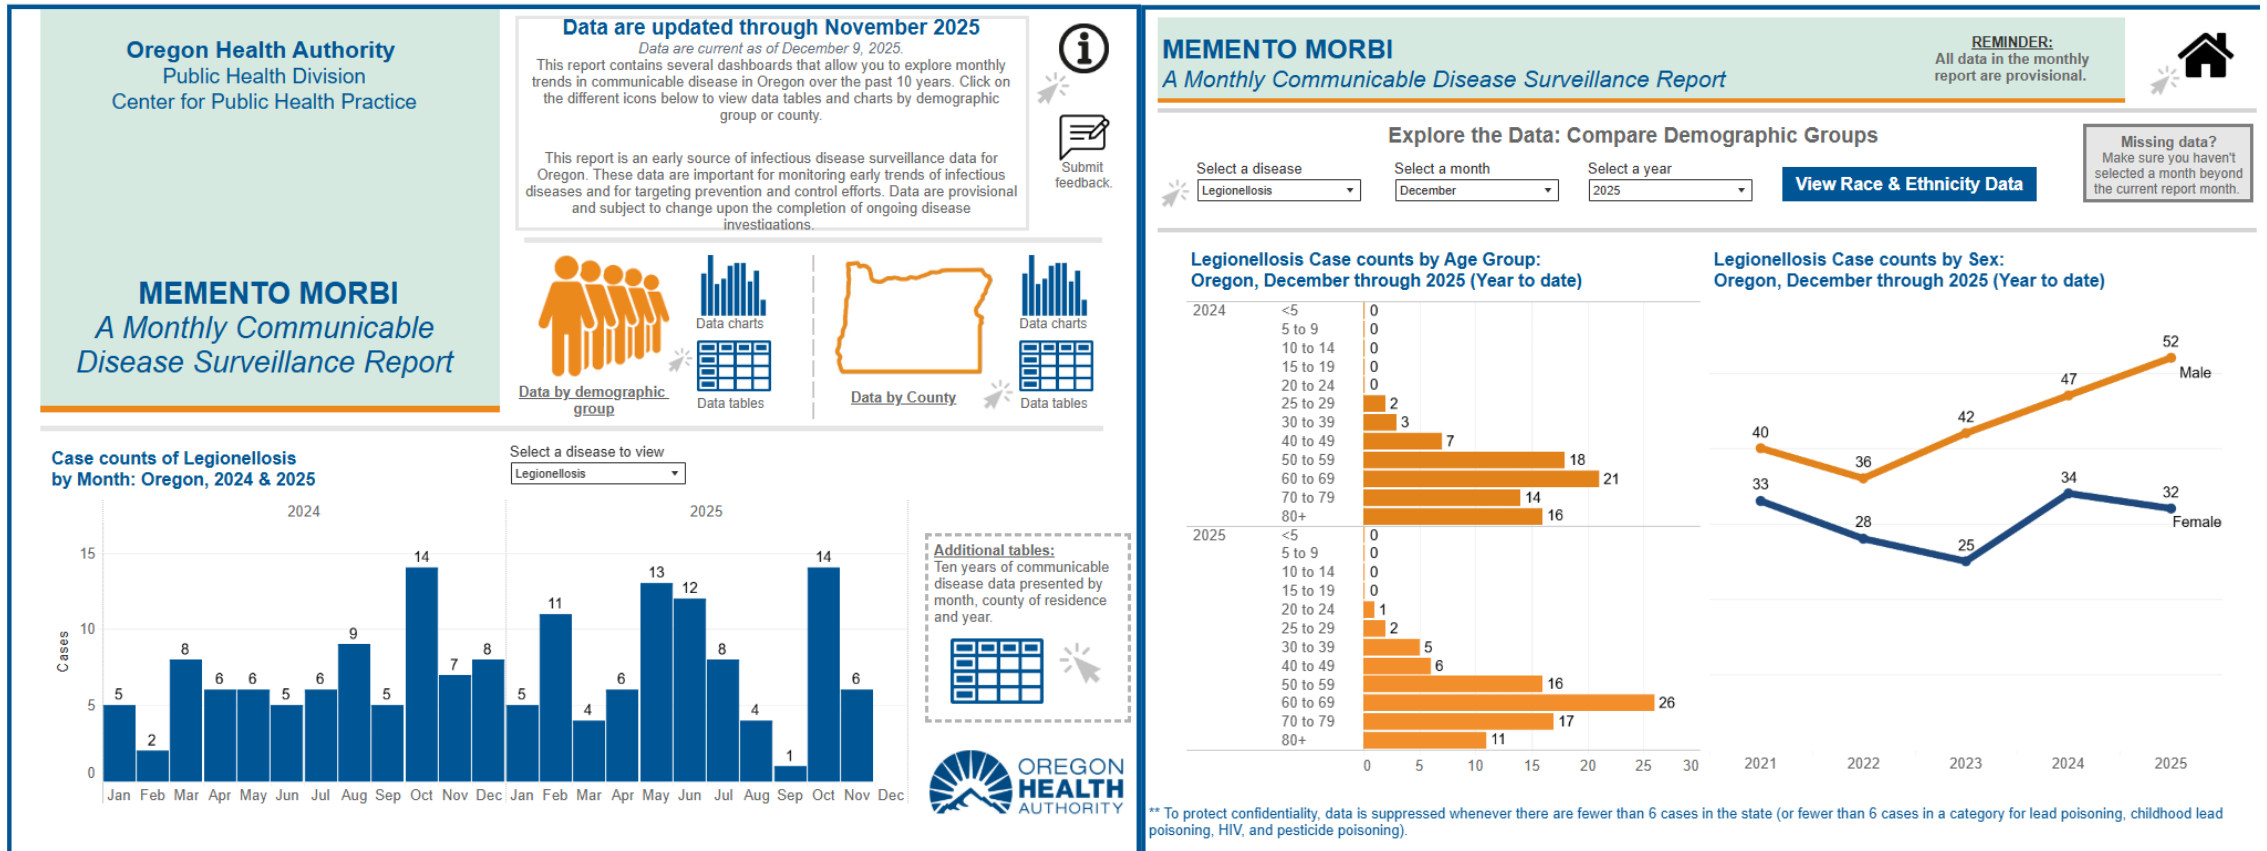 Oregon Health Authority
Public Health Division
Center for Public Health Practice
MEMENTO MORBI
A Monthly Communicable
Disease Surveillance Report
Data are updated through November 2025
Data are current as of December 9, 2025.
This report contains several dashboards that allow you to explore monthly
trends in communicable disease in Oregon over the past 10 years. Click on
the different icons below to view data tables and charts by demographic
group or county.
This report is an early source of infectious disease surveillance data for
Oregon. These data are important for monitoring early trends of infectious
diseases and for targeting prevention and control efforts. Data are provisional
and subject to change upon the completion of ongoing disease
investigations.
Submit
feedback.
Data by demographic
group
Data charts
Data tables
Data by County
Data charts
Data tables
Case counts of Legionellosis
by Month: Oregon, 2024 & 2025
Select a disease to view
Legionellosis
2024
2025
Cases
15
10
5
0
5
2
8
6
6
5
6
9
5
14
7
8
5
11
4
6
13
12
8
4
1
14
6
Jan Feb Mar Apr May Jun Jul Aug Sep Oct Nov Dec Jan Feb Mar Apr May Jun Jul Aug Sep Oct Nov Dec
Additional tables:
Ten years of communicable
disease data presented by
month, county of residence
and year.
OREGON
HEALTH
AUTHORITY
MEMENTO MORBI
A Monthly Communicable Disease Surveillance Report
REMINDER:
All data in the monthly
report are provisional.
Explore the Data: Compare Demographic Groups
Select a disease
Legionellosis
Select a month
December
Select a year
2025
View Race & Ethnicity Data
Missing data?
Make sure you haven't
selected a month beyond
the current report month.
Legionellosis Case counts by Age Group:
Oregon, December through 2025 (Year to date)
2024
<5 0
5 to 9 0
10 to 14 0
15 to 19 0
20 to 24 0
25 to 29 2
30 to 39 3
40 to 49 7
50 to 59 18
60 to 69 21
70 to 79 14
80+ 16
2025
<5 0
5 to 9 0
10 to 14 0
15 to 19 0
20 to 24 1
25 to 29 2
30 to 39 5
40 to 49 6
50 to 59 16
60 to 69 26
70 to 79 17
80+ 11
0 5 10 15 20 25 30
Legionellosis Case counts by Sex:
Oregon, December through 2025 (Year to date)
40
36
42
47
52
Male
33
28
25
34
32
Female
2021 2022 2023 2024 2025
** To protect confidentiality, data is suppressed whenever there are fewer than 6 cases in the state (or fewer than 6 cases in a category for lead poisoning, childhood lead
poisoning, HIV, and pesticide poisoning).